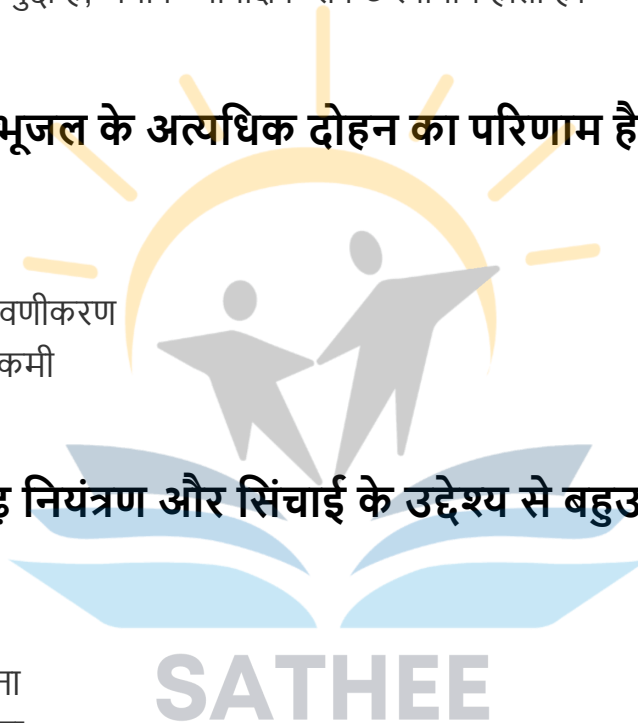 भूजल के अत्यधिक दोहन का परिणाम है
वणीकरण
कमी
नियंत्रण और सिंचाई के उद्देश्य से बहुउ
ना
SATHEE